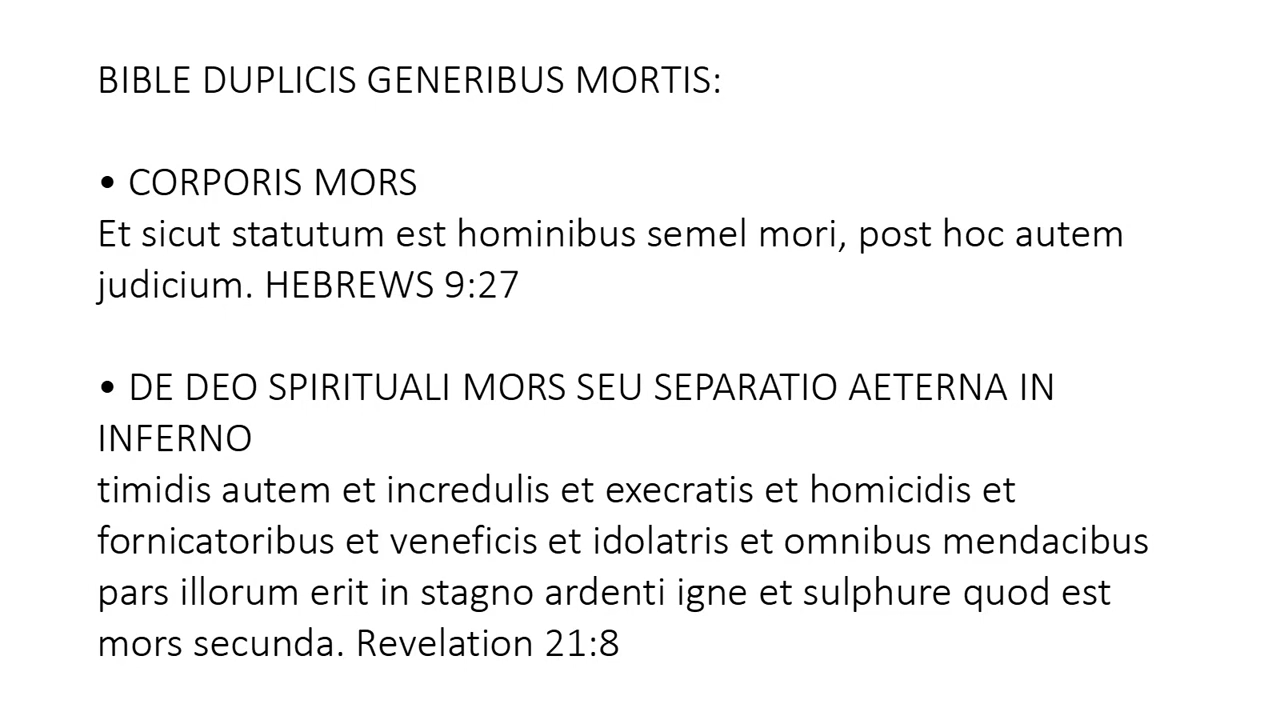 BIBLE DUPLICIS GENERIBUS MORTIS:
• CORPORIS MORS
Et sicut statutum est hominibus semel mori, post hoc autem
judicium. HEBREWS 9:27
• DE DEO SPIRITUALI MORS SEU SEPARATIO AETERNA IN
INFERNO
timidis autem et incredulis et execratis et homicidis et
fornicatoribus et veneficis et idolatris et omnibus mendacibus
pars illorum erit in stagno ardenti igne et sulphure quod est
mors secunda. Revelation 21:8